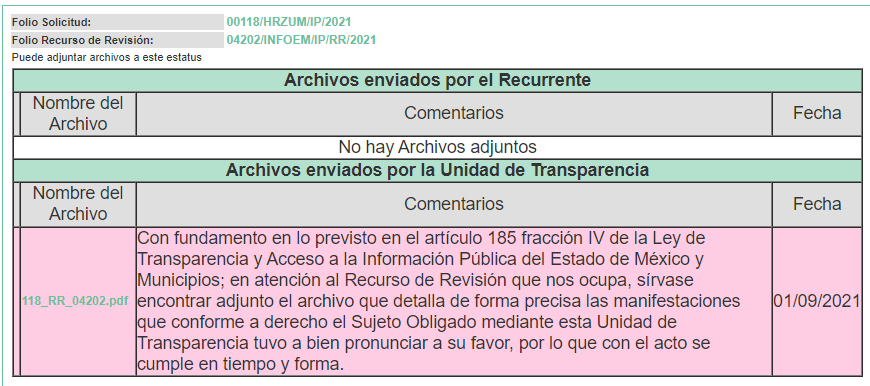 Folio Solicitud: 00118/HRZUM/IP/2021
Folio Recurso de Revisión: 04202/INFOEM/IP/RR/2021
Puede adjuntar archivos a este estatus
Archivos enviados por el Recurrente
Nombre del
Archivo
Comentarios
Fecha
No hay Archivos adjuntos
Archivos enviados por la Unidad de Transparencia
Nombre del
Archivo
Comentarios
Fecha
118_RR_04202.pdf
Con fundamento en lo previsto en el artículo 185 fracción IV de la Ley de
Transparencia y Acceso a la Información Pública del Estado de México y
Municipios; en atención al Recurso de Revisión que nos ocupa, sírvase
encontrar adjunto el archivo que detalla de forma precisa las manifestaciones
que conforme a derecho el Sujeto Obligado mediante esta Unidad de
Transparencia tuvo a bien pronunciar a su favor, por lo que con el acto se
cumple en tiempo y forma.
01/09/2021